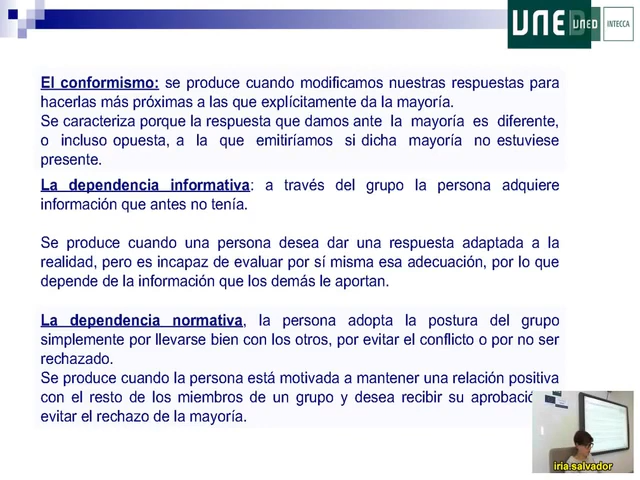 UNED
UNED
INTECCA
El conformismo: se produce cuando modificamos nuestras respuestas para
hacerlas más próximas a las que explícitamente da la mayoría.
Se caracteriza porque la respuesta que damos ante la mayoría es diferente,
o incluso opuesta, a la que emitiríamos si dicha mayoría no estuviese
presente.
La dependencia informativa: a través del grupo la persona adquiere
información que antes no tenía.
Se produce cuando una persona desea dar una respuesta adaptada a la
realidad, pero es incapaz de evaluar por sí misma esa adecuación, por lo que
depende de la información que los demás le aportan.
La dependencia normativa, la persona adopta la postura del grupo
simplemente por llevarse bien con los otros, por evitar el conflicto o por no ser
rechazado.
Se produce cuando la persona está motivada a mantener una relación positiva
con el resto de los miembros de un grupo y desea recibir su aprobación
evitar el rechazo de la mayoría.
iria.salvador